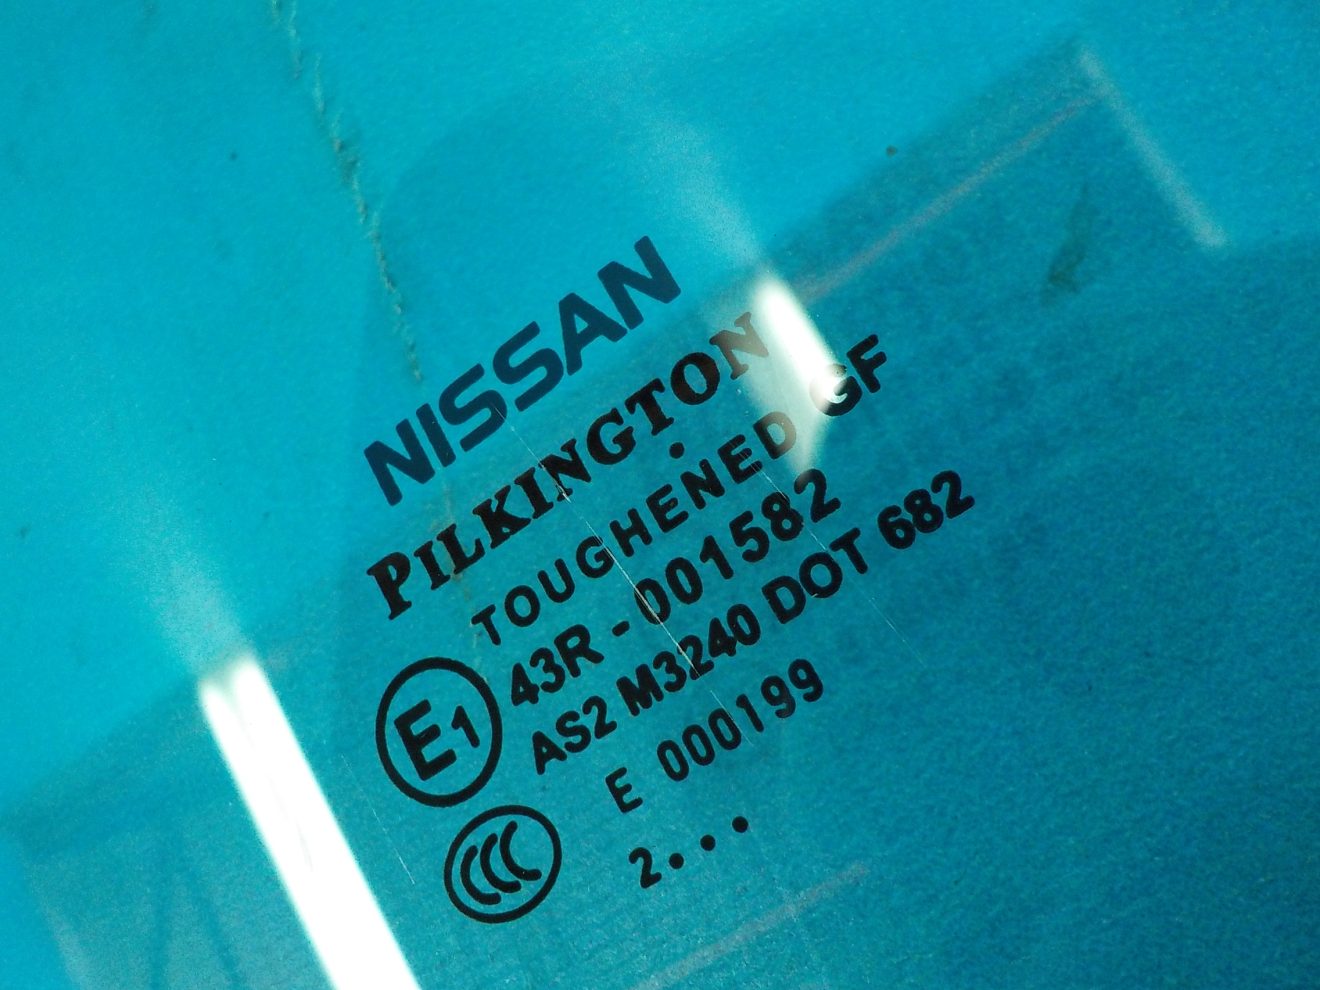 NISSAN
PILKINGTON
TOUGHENED GF
43R-001582
E1
AS2 M3240 DOT 682
E 000199
CCC
2...